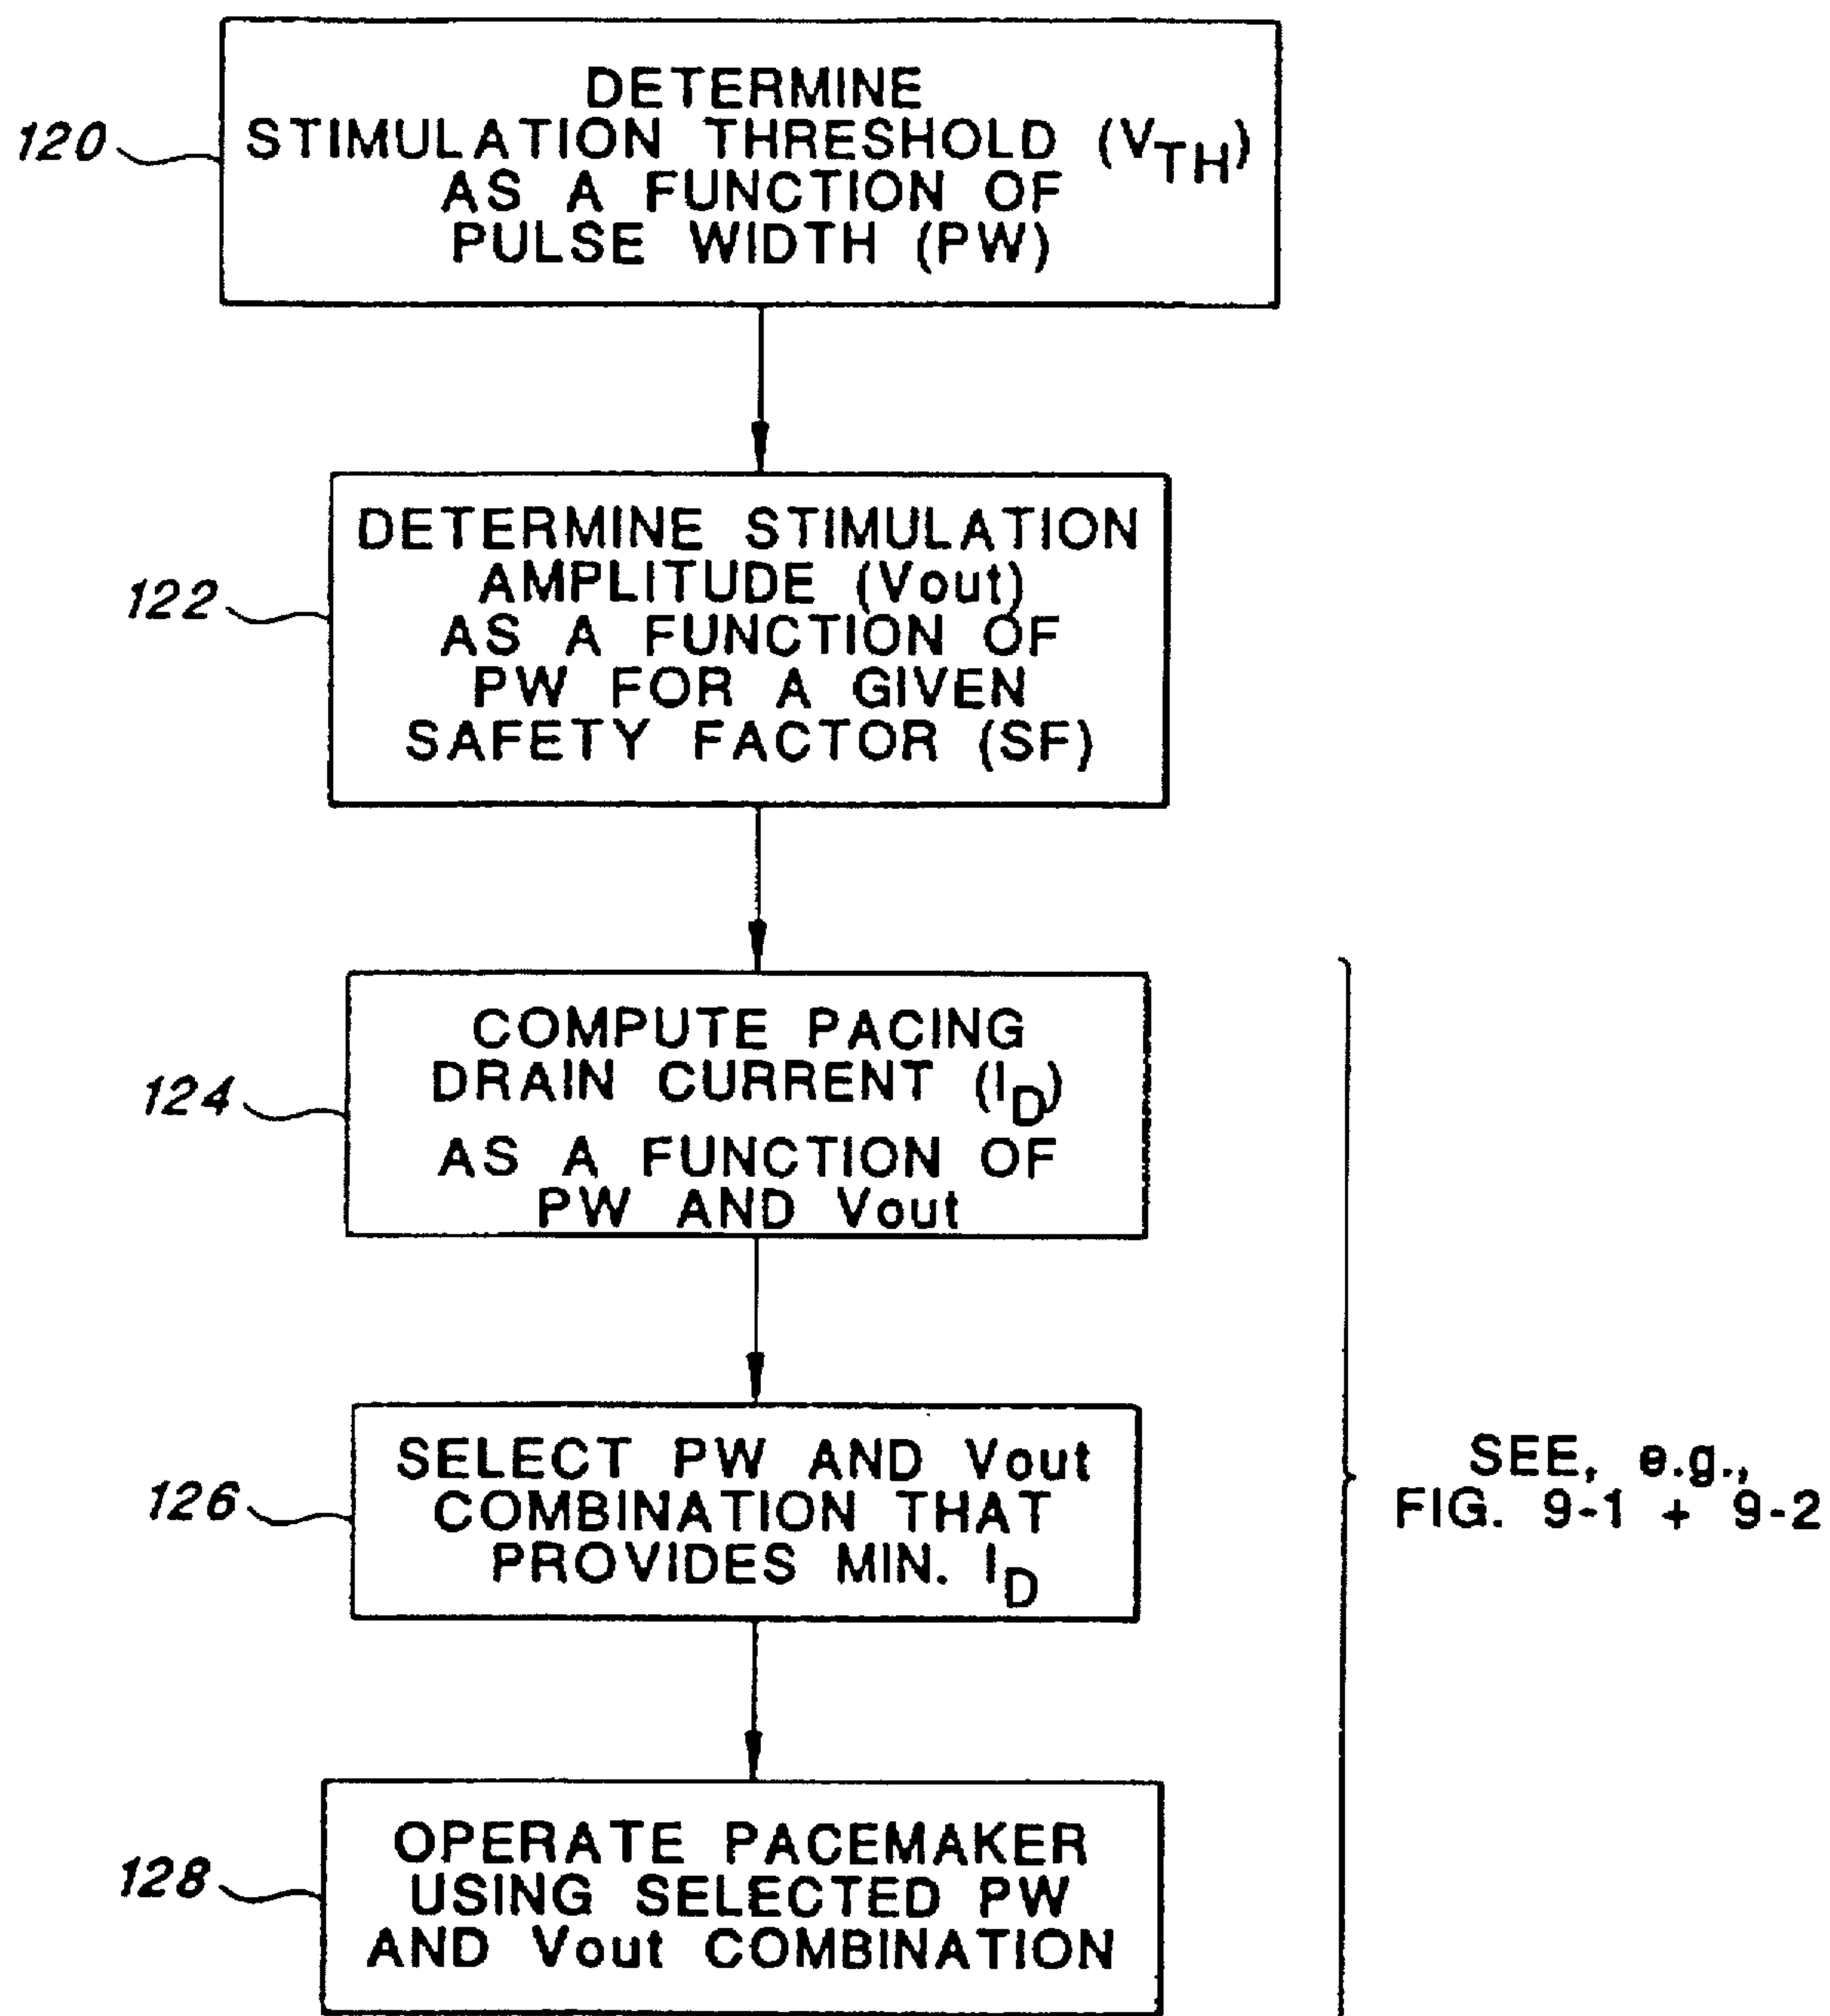 DETERMINE
STIMULATION THRESHOLD (VTH)
AS A FUNCTION OF
PULSE WIDTH (PW)
120
DETERMINE STIMULATION
AMPLITUDE (Vout)
AS A FUNCTION OF
PW FOR A GIVEN
SAFETY FACTOR (SF)
122
COMPUTE PACING
DRAIN CURRENT (ID)
AS A FUNCTION OF
PW AND Vout
124
SELECT PW AND Vout
COMBINATION THAT
PROVIDES MIN. ID
126
SEE, e.g.,
FIG. 9-1 + 9-2
OPERATE PACEMAKER
USING SELECTED PW
AND Vout COMBINATION
128